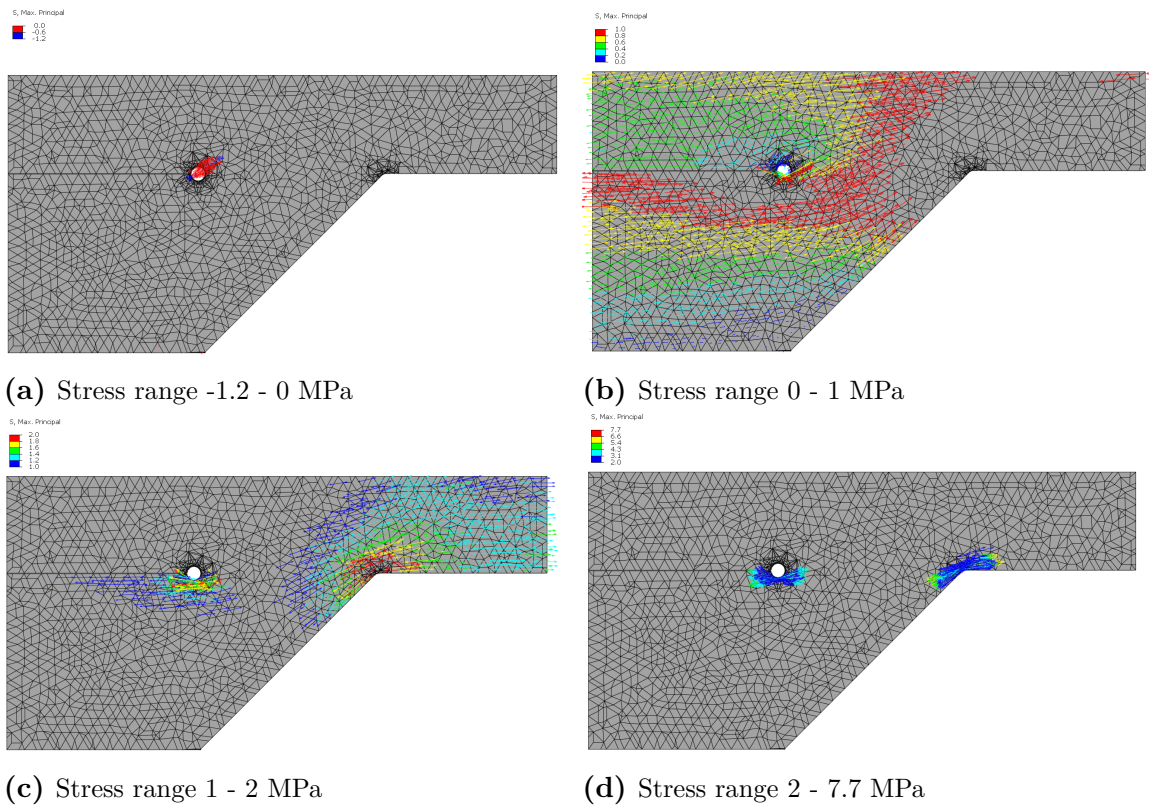 S, Max. Principal
0.0
-0.6
-1.2
S, Max. Principal
1.0
0.8
0.6
0.4
0.2
0.0
(a) Stress range -1.2 - 0 MPa
(b) Stress range 0 - 1 MPa
S, Max. Principal
2.0
1.8
1.6
1.4
1.2
1.0
S, Max. Principal
7.7
6.6
5.4
4.3
3.1
2.0
(c) Stress range 1 - 2 MPa
(d) Stress range 2 - 7.7 MPa